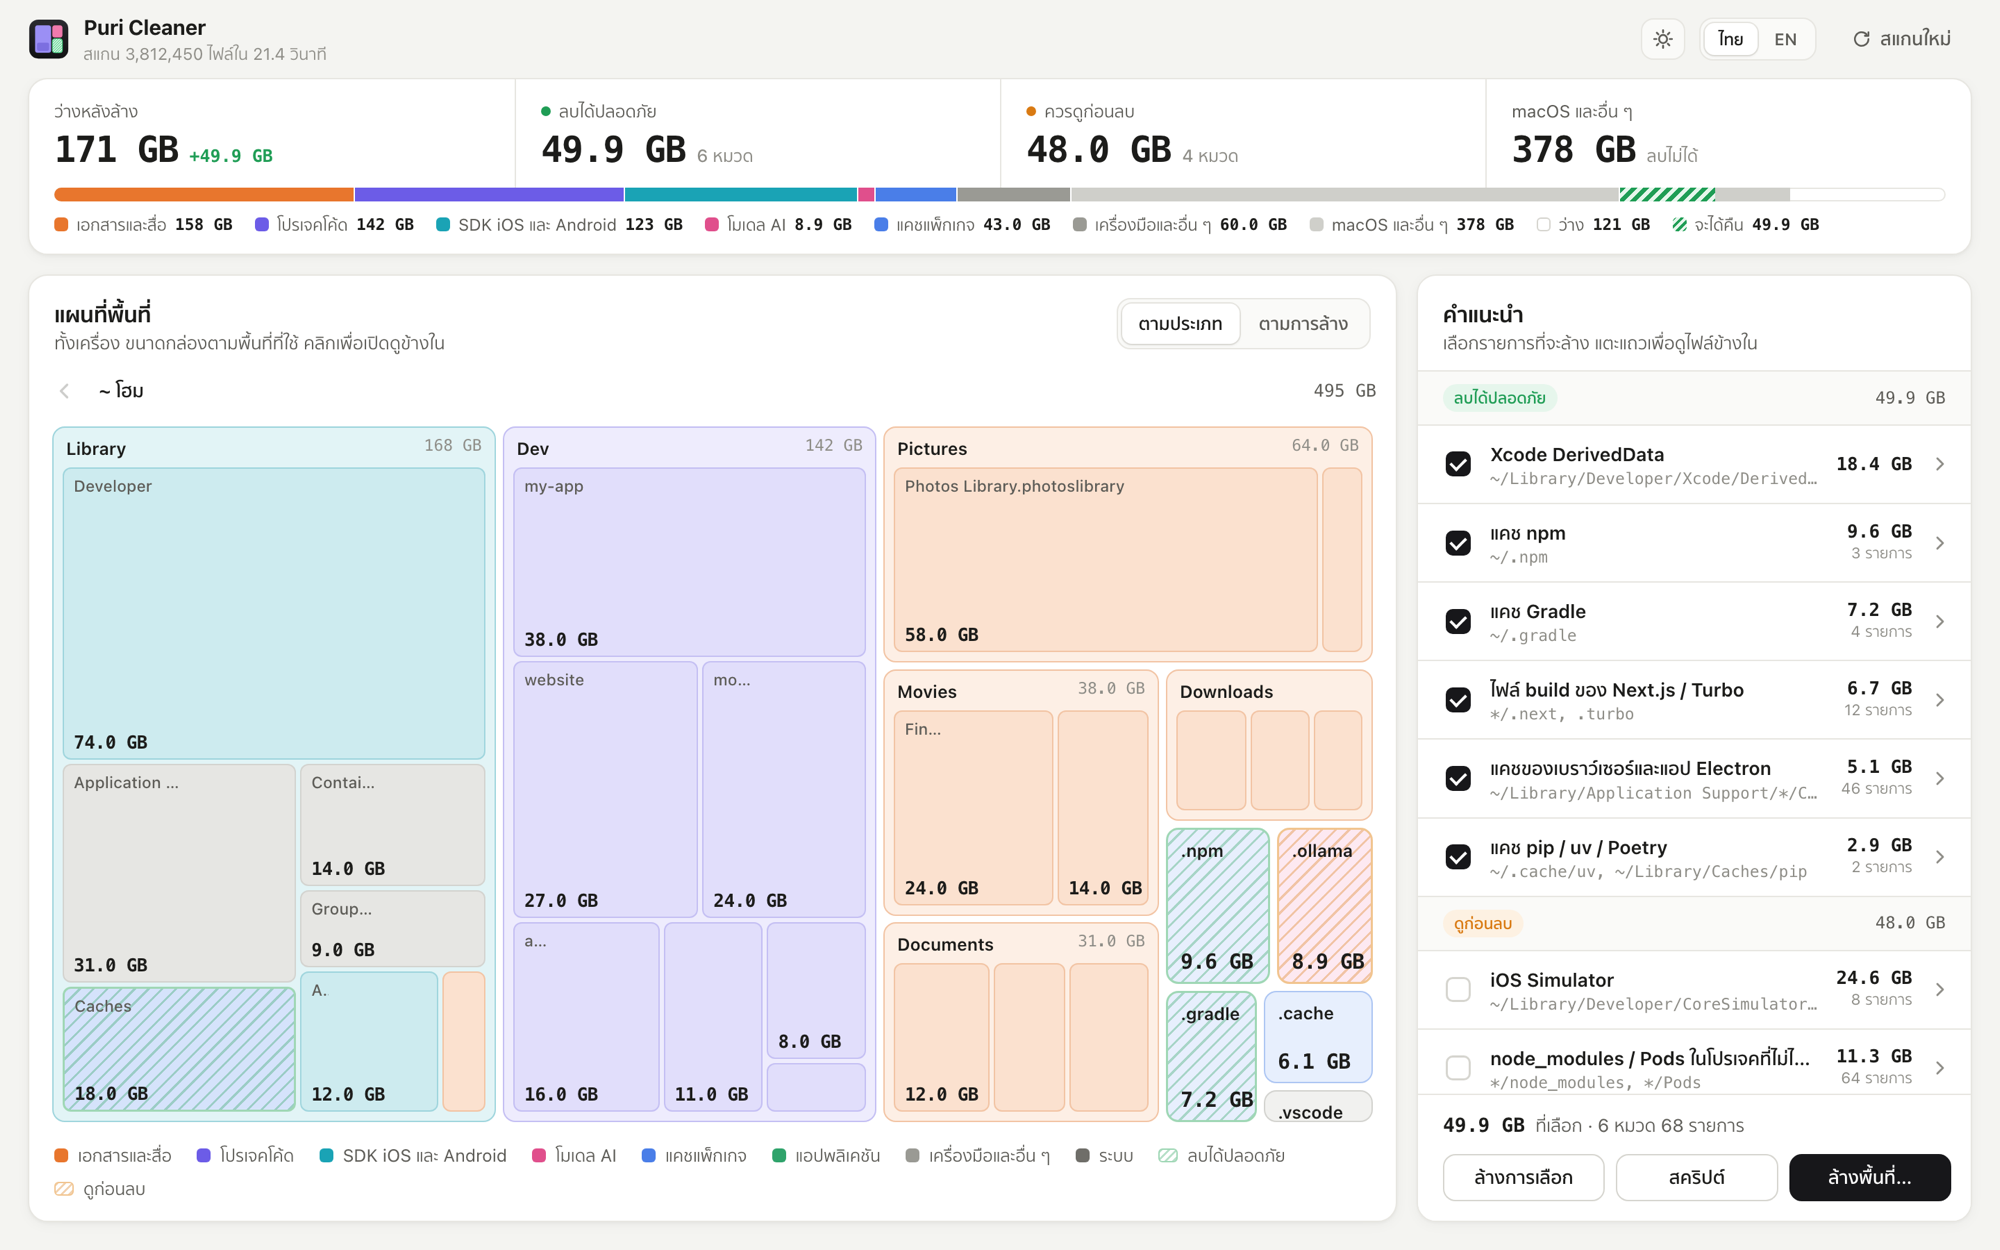 Puri Cleaner
สแกน 3,812,450 ไฟล์ใน 21.4 วินาที
ไทย EN สแกนใหม่
ว่างหลังล้าง
171 GB +49.9 GB
ลบได้ปลอดภัย
49.9 GB 6 หมวด
ควรดูก่อนลบ
48.0 GB 4 หมวด
macOS และอื่น ๆ
378 GB ลบไม่ได้
เอกสารและสื่อ 158 GB โปรเจคโค้ด 142 GB SDK iOS และ Android 123 GB โมเดล AI 8.9 GB แคชแพ็กเกจ 43.0 GB เครื่องมือและอื่น ๆ 60.0 GB macOS และอื่น ๆ 378 GB ว่าง 121 GB จะได้คืน 49.9 GB
แผนที่พื้นที่
ทั้งเครื่อง ขนาดกล่องตามพื้นที่ที่ใช้ คลิกเพื่อเปิดดูข้างใน
ตามประเภท ตามการล้าง
~ โฮม 495 GB
Library 168 GB
Developer
74.0 GB
Application ...
31.0 GB
Contai...
14.0 GB
Group...
9.0 GB
Caches
18.0 GB
A.
12.0 GB
Dev 142 GB
my-app
38.0 GB
website
27.0 GB
mo...
24.0 GB
a...
16.0 GB
11.0 GB
8.0 GB
Pictures 64.0 GB
Photos Library.photoslibrary
58.0 GB
Movies 38.0 GB
Fin...
24.0 GB
14.0 GB
Documents 31.0 GB
12.0 GB
Downloads
.npm
9.6 GB
.ollama
8.9 GB
.gradle
7.2 GB
.cache
6.1 GB
.vscode
เอกสารและสื่อ โปรเจคโค้ด SDK iOS และ Android โมเดล AI แคชแพ็กเกจ แอปพลิเคชัน เครื่องมือและอื่น ๆ ระบบ ลบได้ปลอดภัย
ดูก่อนลบ
คำแนะนำ
เลือกรายการที่จะล้าง แตะแถวเพื่อดูไฟล์ข้างใน
ลบได้ปลอดภัย 49.9 GB
Xcode DerivedData 18.4 GB
~/Library/Developer/Xcode/Derived…
แคช npm 9.6 GB
~/.npm 3 รายการ
แคช Gradle 7.2 GB
~/.gradle 4 รายการ
ไฟล์ build ของ Next.js / Turbo 6.7 GB
*/.next, .turbo 12 รายการ
แคชของเบราว์เซอร์และแอป Electron 5.1 GB
~/Library/Application Support/*/C… 46 รายการ
แคช pip / uv / Poetry 2.9 GB
~/.cache/uv, ~/Library/Caches/pip 2 รายการ
ดูก่อนลบ 48.0 GB
iOS Simulator 24.6 GB
~/Library/Developer/CoreSimulator… 8 รายการ
node_modules / Pods ในโปรเจคที่ไม่ไ... 11.3 GB
*/node_modules, */Pods 64 รายการ
49.9 GB ที่เลือก · 6 หมวด 68 รายการ
ล้างการเลือก สคริปต์ ล้างพื้นที่...